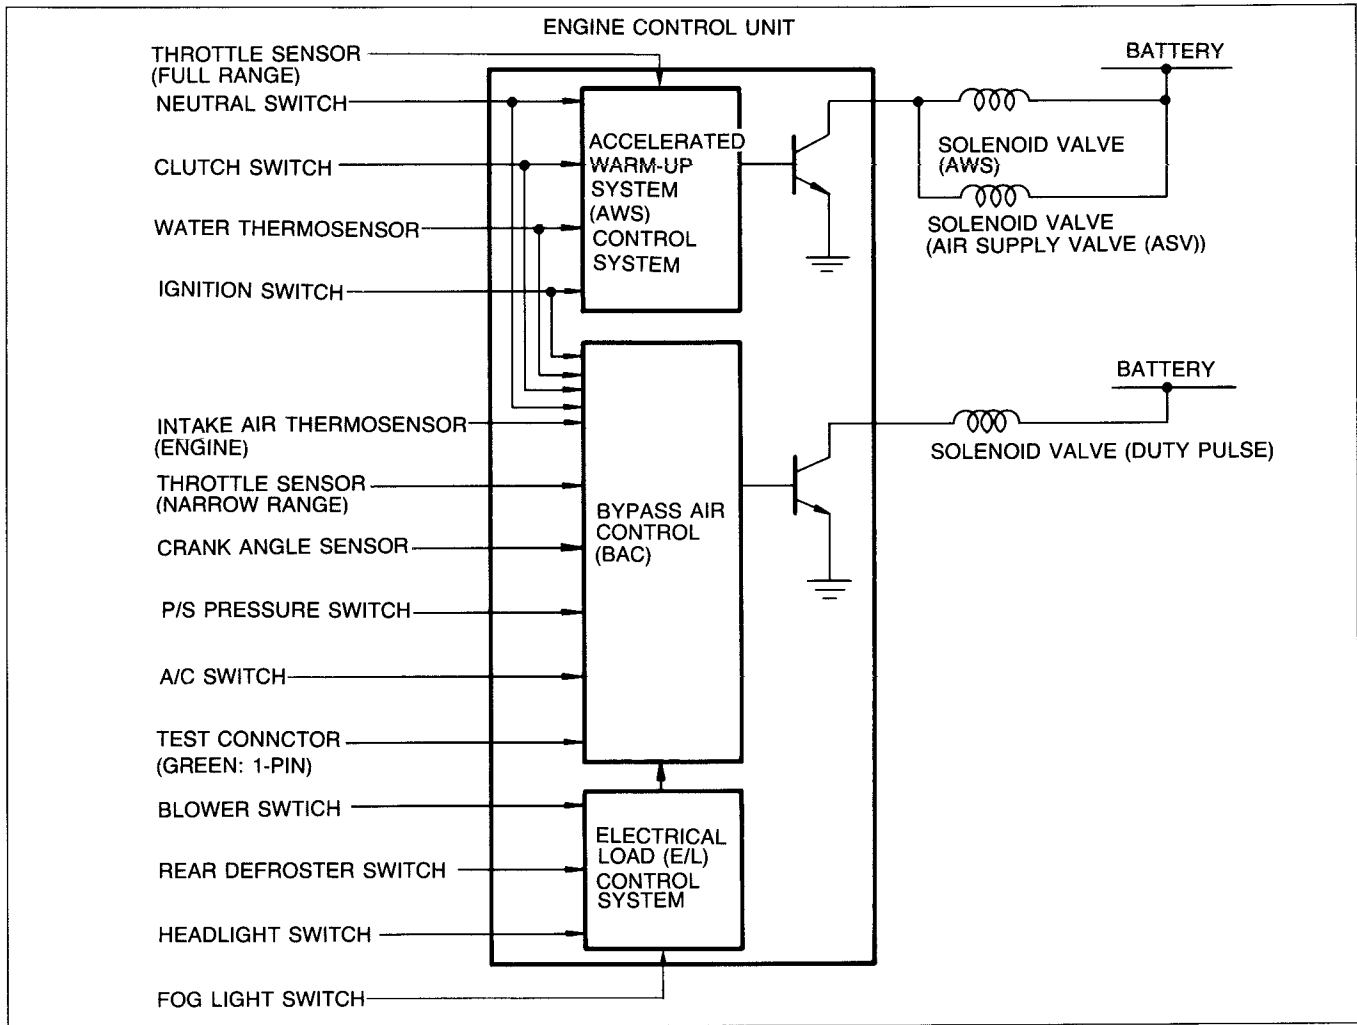 ENGINE CONTROL UNIT
THROTTLE SENSOR
(FULL RANGE)
NEUTRAL SWITCH
CLUTCH SWITCH
WATER THERMOSENSOR
IGNITION SWITCH
INTAKE AIR THERMOSENSOR
(ENGINE)
THROTTLE SENSOR
(NARROW RANGE)
CRANK ANGLE SENSOR
P/S PRESSURE SWITCH
A/C SWITCH
TEST CONNCTOR
(GREEN: 1-PIN)
BLOWER SWTICH
REAR DEFROSTER SWITCH
HEADLIGHT SWITCH
FOG LIGHT SWITCH
ACCELERATED
WARM-UP
SYSTEM
(AWS)
CONTROL
SYSTEM
BYPASS AIR
CONTROL
(BAC)
ELECTRICAL
LOAD (E/L)
CONTROL
SYSTEM
BATTERY
SOLENOID VALVE
(AWS)
SOLENOID VALVE
(AIR SUPPLY VALVE (ASV))
BATTERY
SOLENOID VALVE (DUTY PULSE)